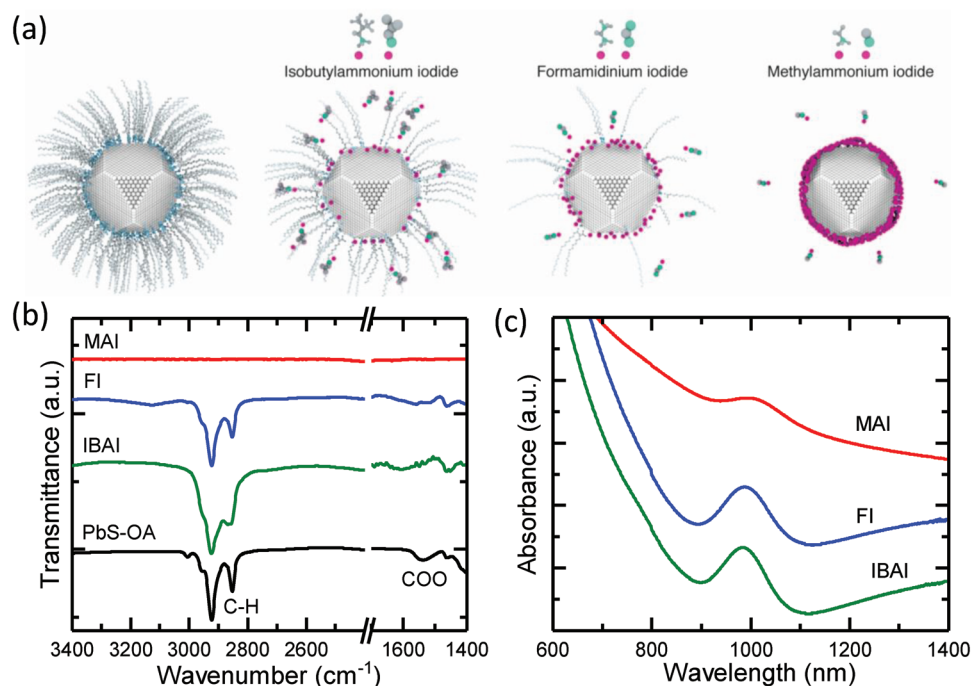 (a)
Isobutylammonium iodide
Formamidinium iodide
Methylammonium iodide
(b)
MAI
FI
IBAI
PbS-OA
C-H
COO
Transmittance (a.u.)
3400 3200 3000 2800 2600 1600 1400
Wavenumber (cm⁻¹)
(c)
MAI
FI
IBAI
Absorbance (a.u.)
600 800 1000 1200 1400
Wavelength (nm)